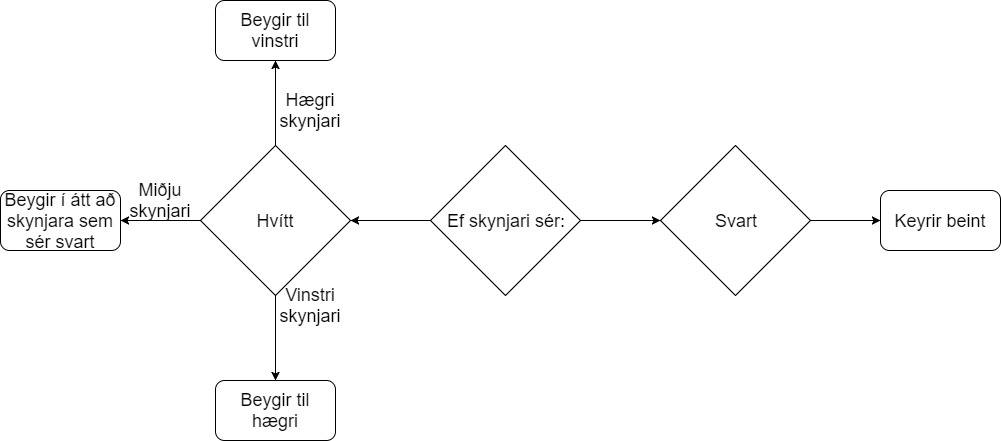 Beygir til
vinstri
Hægri
skynjari
Miðju
skynjari
Beygir í átt að
skynjara sem
sér svart
Hvítt
Ef skynjari sér:
Svart
Keyrir beint
Vinstri
skynjari
Beygir til
hægri